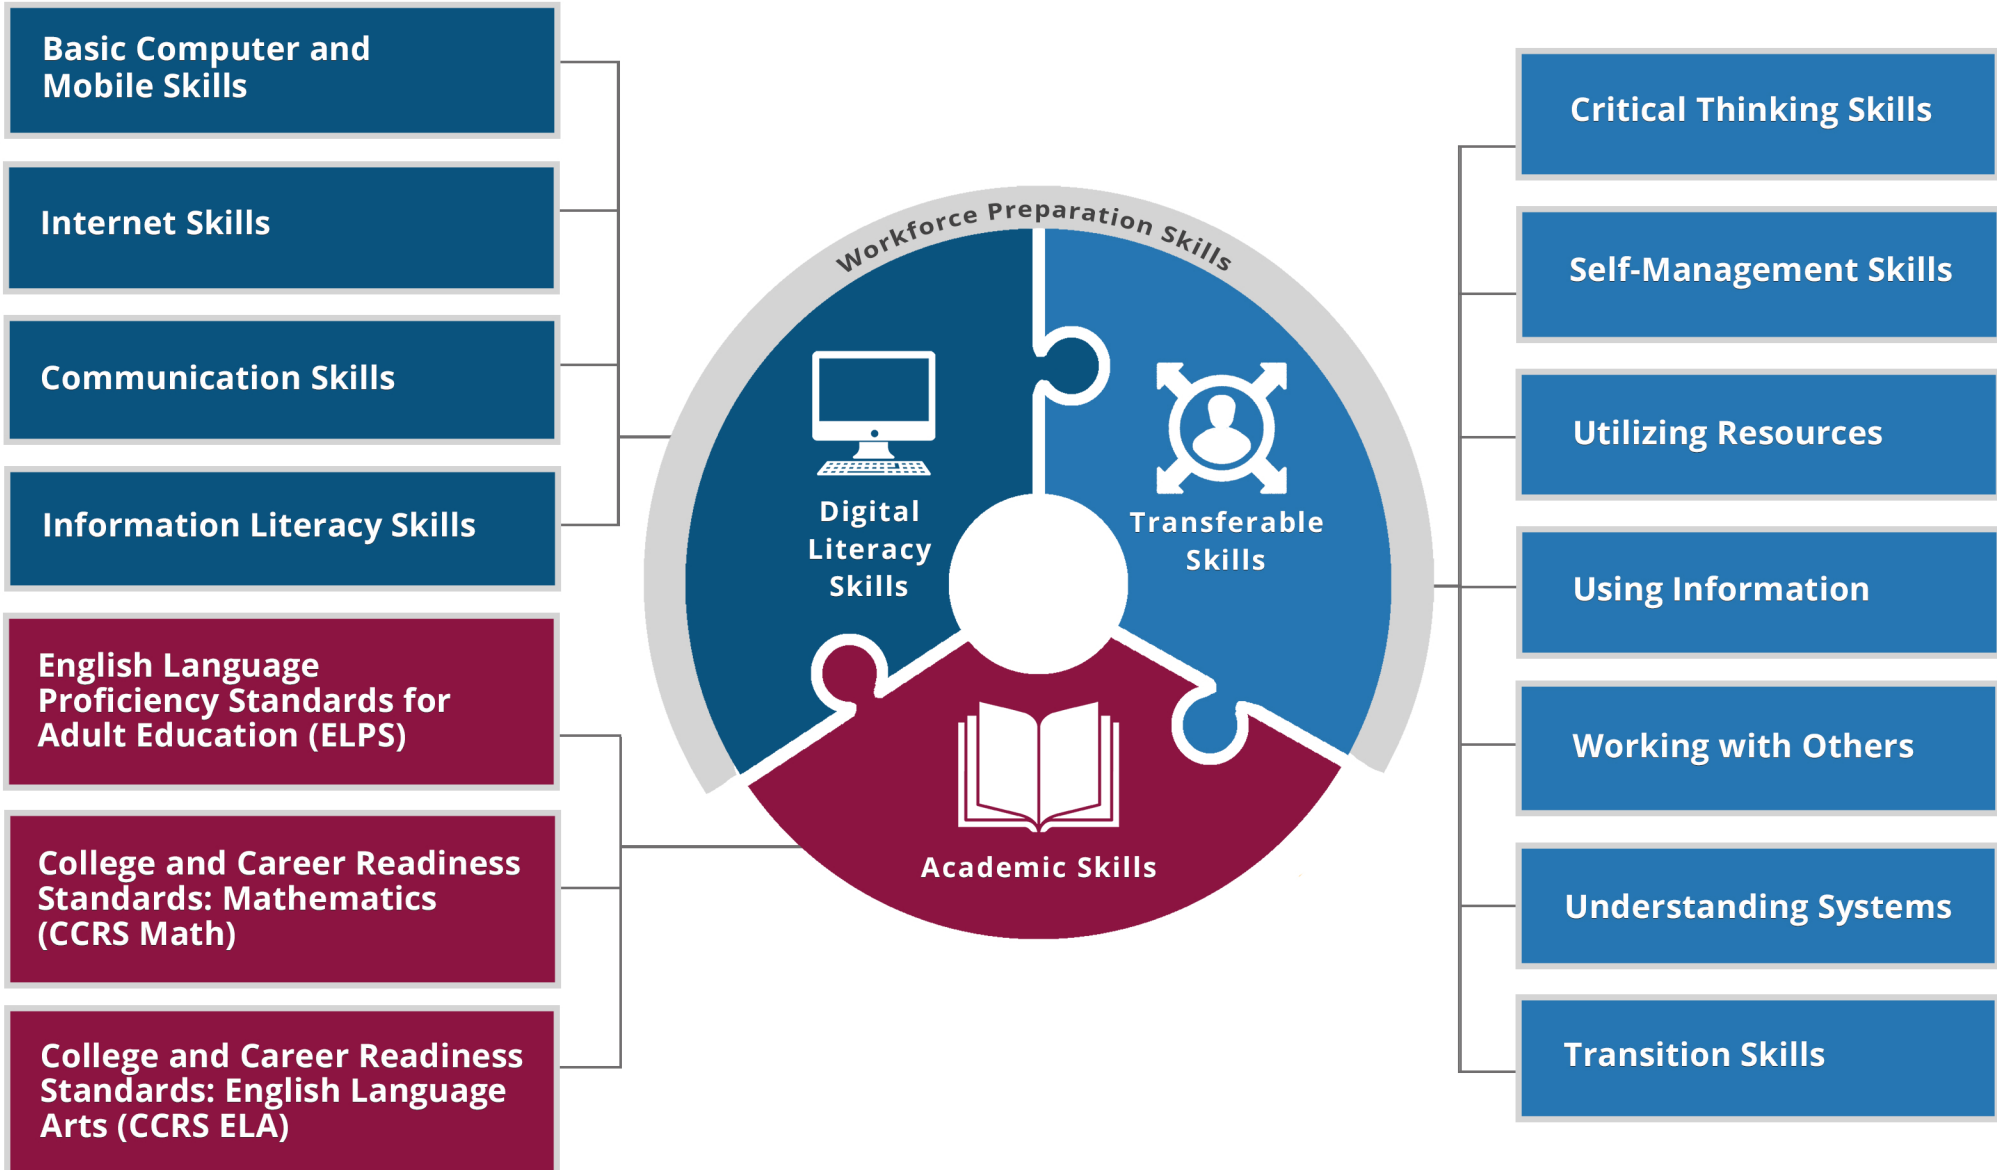 Basic Computer and
Mobile Skills
Internet Skills
Communication Skills
Information Literacy Skills
English Language
Proficiency Standards for
Adult Education (ELPS)
College and Career Readiness
Standards: Mathematics
(CCRS Math)
College and Career Readiness
Standards: English Language
Arts (CCRS ELA)
Workforce Preparation Skills
Digital
Literacy
Skills
Transferable
Skills
Academic Skills
Critical Thinking Skills
Self-Management Skills
Utilizing Resources
Using Information
Working with Others
Understanding Systems
Transition Skills